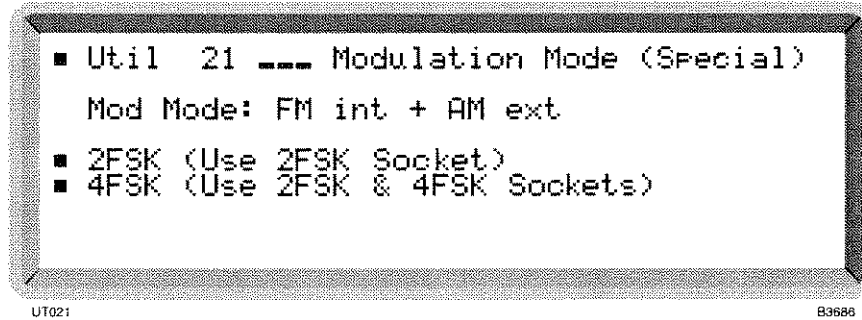 ▪ Util 21 ___ Modulation Mode (Special)
Mod Mode: FM int + AM ext
▪ 2FSK (Use 2FSK Socket)
▪ 4FSK (Use 2FSK & 4FSK Sockets)
UT021 B3686